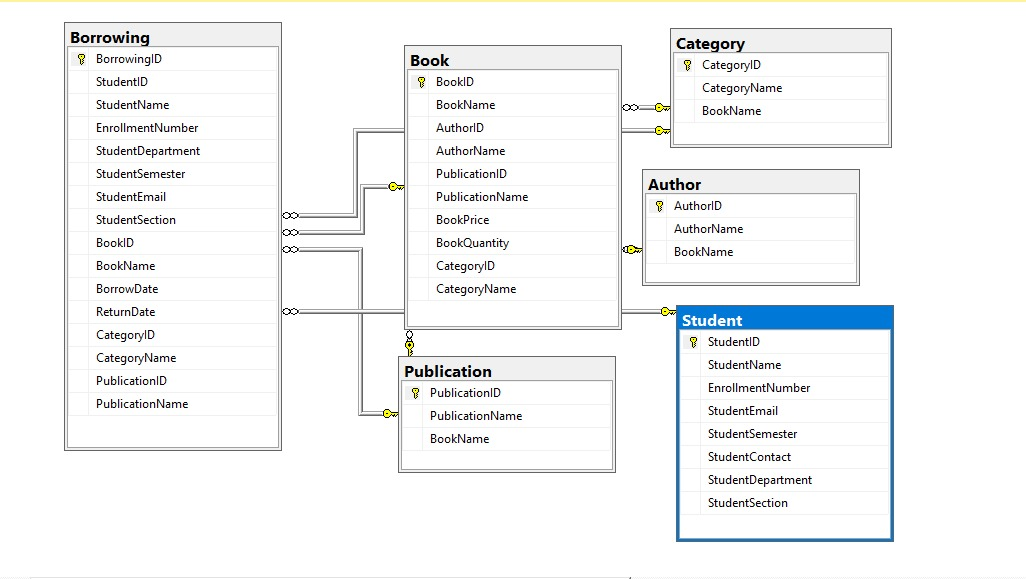 Borrowing
BorrowingID
StudentID
StudentName
EnrollmentNumber
StudentDepartment
StudentSemester
StudentEmail
StudentSection
BookID
BookName
BorrowDate
ReturnDate
CategoryID
CategoryName
PublicationID
PublicationName
Book
BookID
BookName
AuthorID
AuthorName
PublicationID
PublicationName
BookPrice
BookQuantity
CategoryID
CategoryName
Publication
PublicationID
PublicationName
BookName
Category
CategoryID
CategoryName
BookName
Author
AuthorID
AuthorName
BookName
Student
StudentID
StudentName
EnrollmentNumber
StudentEmail
StudentSemester
StudentContact
StudentDepartment
StudentSection